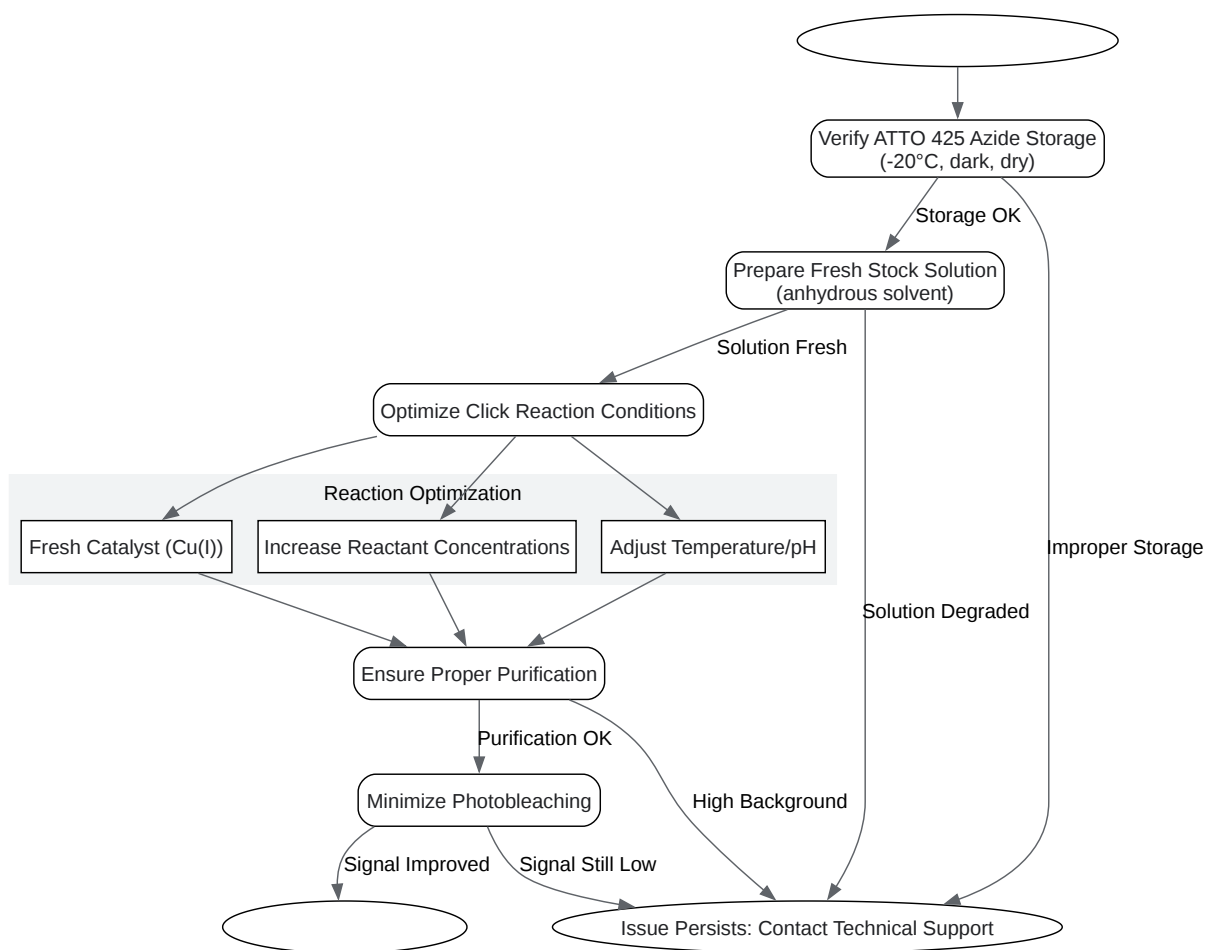 Verify ATTO 425 Azide Storage
(-20°C, dark, dry)
Storage OK
Prepare Fresh Stock Solution
(anhydrous solvent)
Solution Fresh
Optimize Click Reaction Conditions
Reaction Optimization
Fresh Catalyst (Cu(I))
Increase Reactant Concentrations
Adjust Temperature/pH
Improper Storage
Solution Degraded
Ensure Proper Purification
Purification OK
Minimize Photobleaching
High Background
Signal Improved
Signal Still Low
Issue Persists: Contact Technical Support